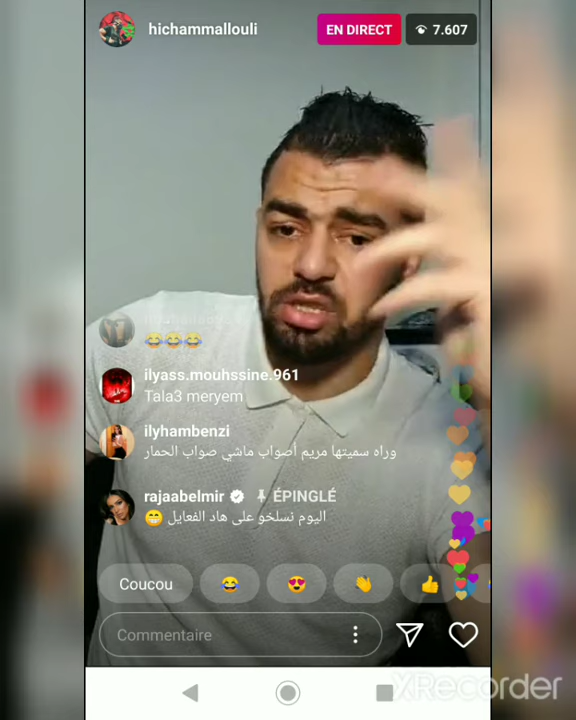 hichammallouli
EN DIRECT
7.607
😂😂😂
ilyass.mouhssine.961
Tala3 meryem
ilyhambenzi
وراه سميتها مريم أصواب ماشي صواب الحمار
rajaabelmir ÉPINGLÉ
اليوم نسلخو على هاد الفعايل 😁
Coucou 😂 😍 👋 👍
Commentaire
XRecorder